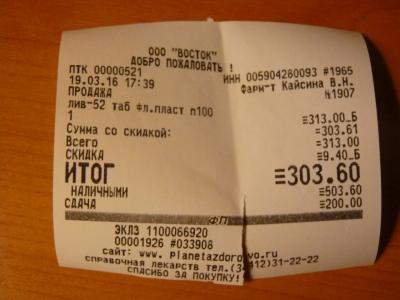 ООО "ВОСТОК"
ДОБРО ПОЖАЛОВАТЬ !
ПТК 00000521 ИНН 005904280093 #1965
19.03.16 17:39 Фарм-т Кайсина В.Н.
ПРОДАЖА №1907
лив-52 таб фл.пласт n100
1 ≡313.00_Б
Сумма со скидкой: ≡303.61
Всего ≡313.00
СКИДКА ≡9.40_Б
ИТОГ ≡303.60
НАЛИЧНЫМИ ≡503.60
СДАЧА ≡200.00
ФП
ЭКЛЗ 1100066920
00001926 #033908
сайт: www. planetazdorovo.ru
справочная лекарств тел.(3412)31-22-22
СПАСИБО ЗА ПОКУПКУ!